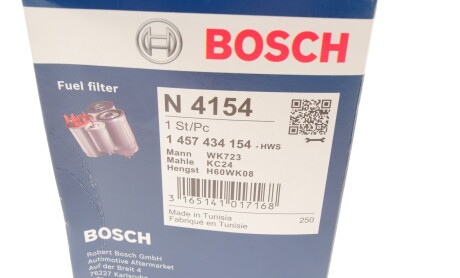 BOSCH
Fuel filter
N 4154
1 St/Pc
1 457 434 154 - HWS
Mann WK723
Mahle KC24
Hengst H60WK08
3 165141 017168
Made in Tunisia
Fabriqué en Tunisie
250
BOSCH
Robert Bosch GmbH
Automotive Aftermarket
Auf der Breit 4
76227 Karlsruhe